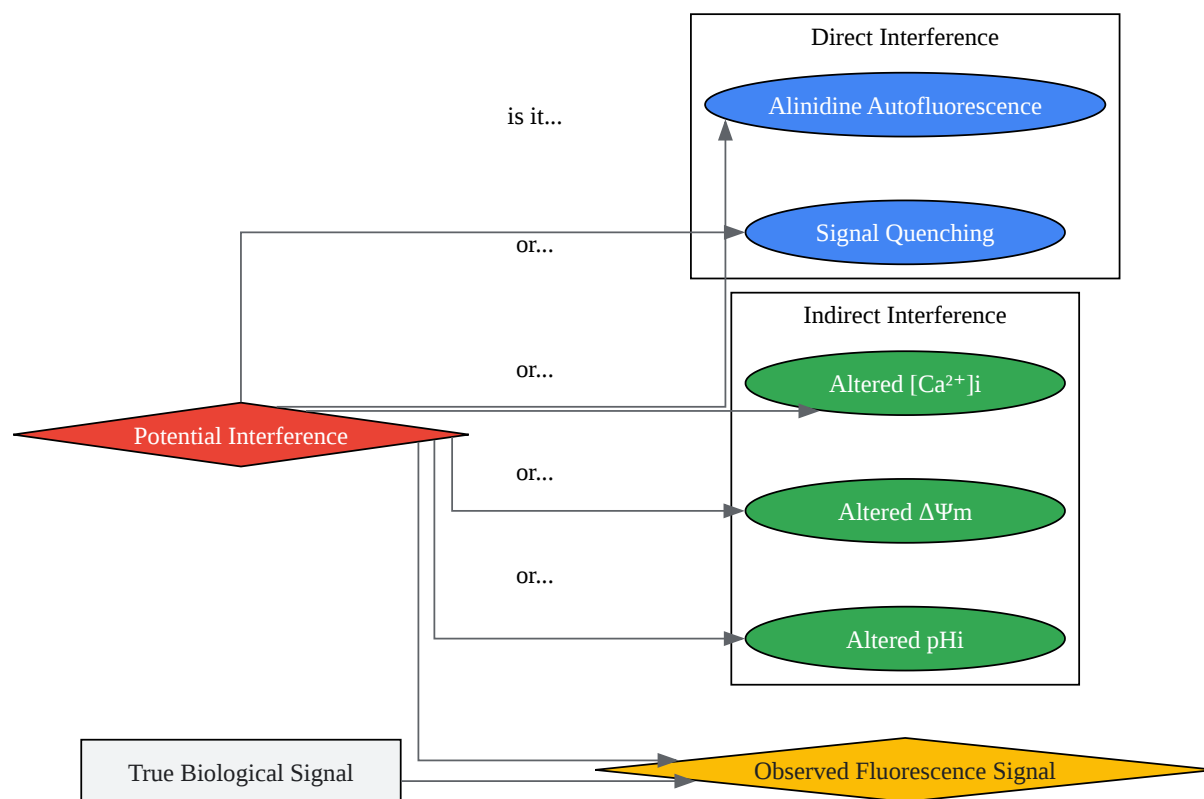 Direct Interference
Alinidine Autofluorescence
is it...
Signal Quenching
or...
Indirect Interference
or...
Altered [Ca²⁺]i
Potential Interference
or...
Altered ΔΨm
or...
Altered pHi
True Biological Signal
Observed Fluorescence Signal